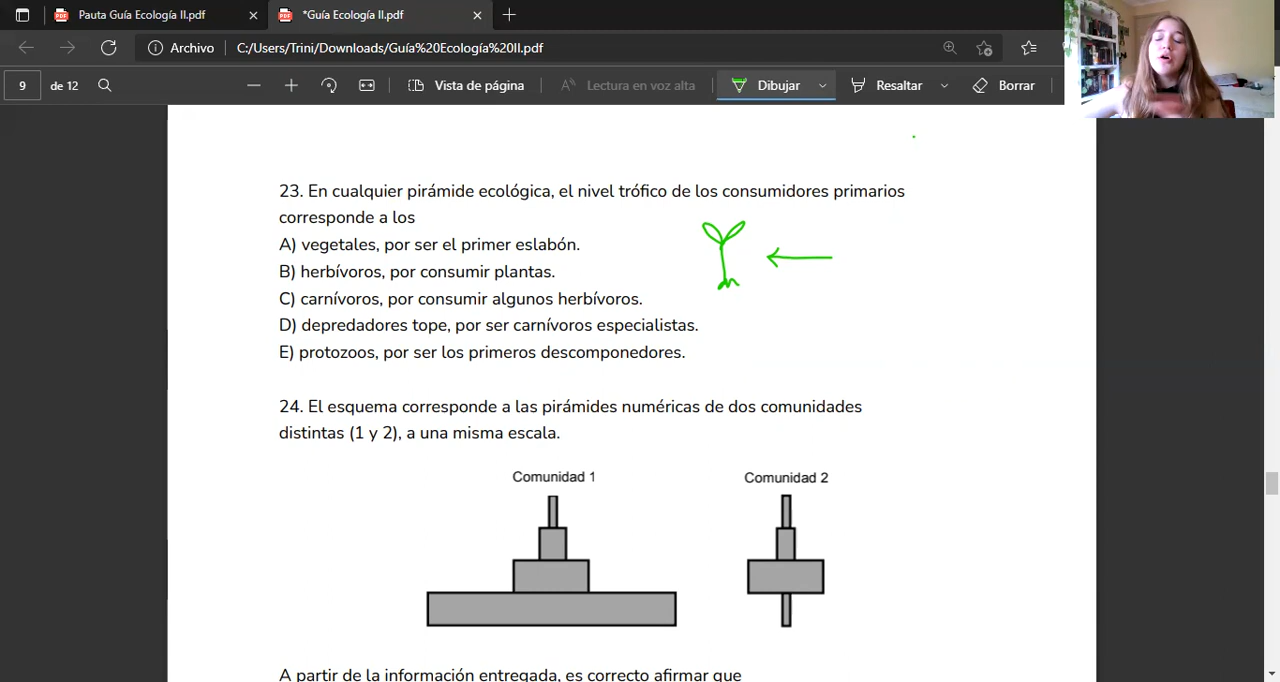 Pauta Guía Ecología II.pdf
*Guía Ecología II.pdf
Archivo
C:/Users/Trini/Downloads/Guía%20Ecología%20II.pdf
9 de 12
Vista de página
Lectura en voz alta
Dibujar
Resaltar
Borrar
23. En cualquier pirámide ecológica, el nivel trófico de los consumidores primarios
corresponde a los
A) vegetales, por ser el primer eslabón.
B) herbívoros, por consumir plantas.
C) carnívoros, por consumir algunos herbívoros.
D) depredadores tope, por ser carnívoros especialistas.
E) protozoos, por ser los primeros descomponedores.
24. El esquema corresponde a las pirámides numéricas de dos comunidades
distintas (1 y 2), a una misma escala.
Comunidad 1
Comunidad 2
A partir de la información entregada, es correcto afirmar que